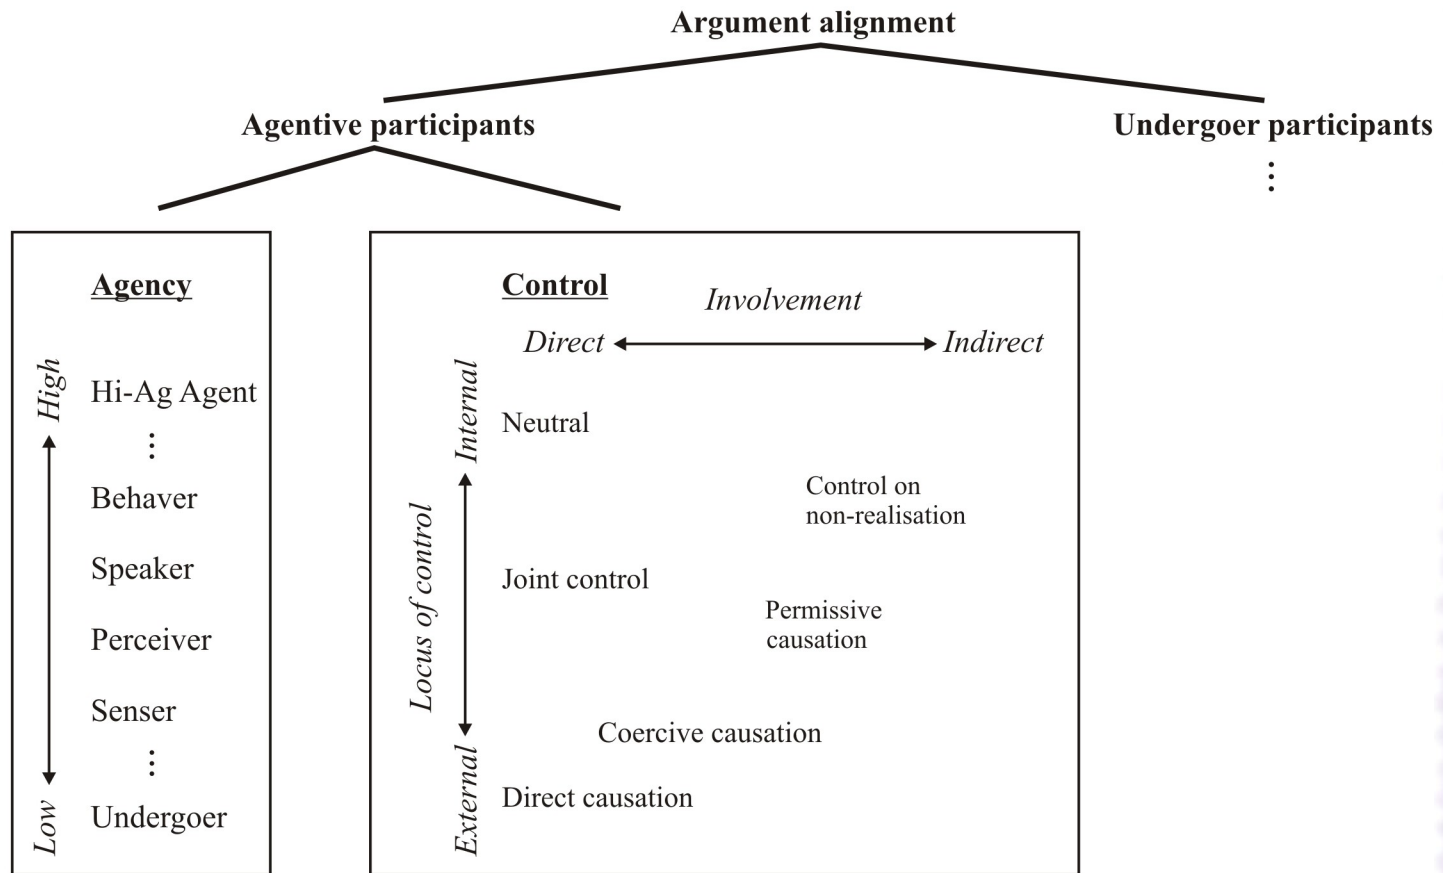 Argument alignment
Agentive participants
Undergoer participants
⋮
Agency
High
Hi-Ag Agent
⋮
Behaver
Speaker
Perceiver
Senser
⋮
Low
Undergoer
Control
Involvement
Direct
Indirect
Locus of control
Internal
Neutral
Control on
non-realisation
Joint control
Permissive
causation
Coercive causation
External
Direct causation